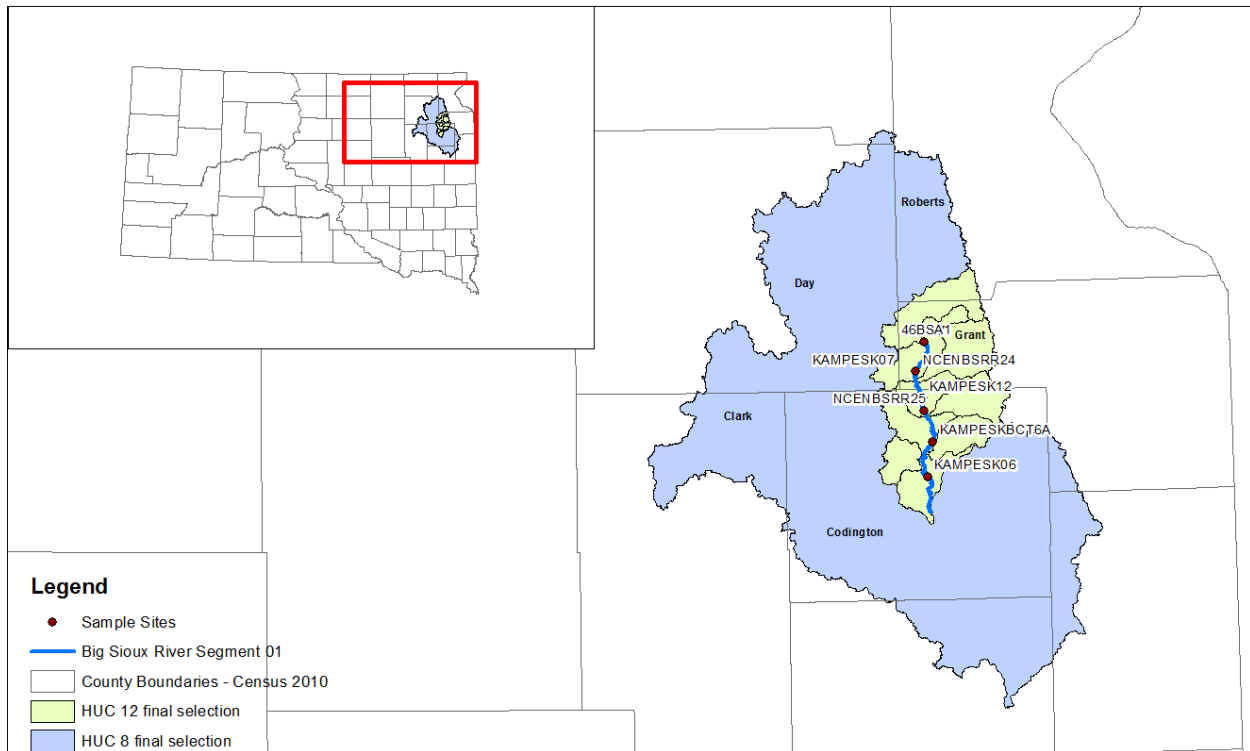 Roberts
Day
46BSA1
Grant
KAMPESK07
NCENBSRR24
KAMPESK12
NCENBSRR25
Clark
KAMPESKBCT6A
KAMPESK06
Codington
Legend
Sample Sites
Big Sioux River Segment 01
County Boundaries - Census 2010
HUC 12 final selection
HUC 8 final selection